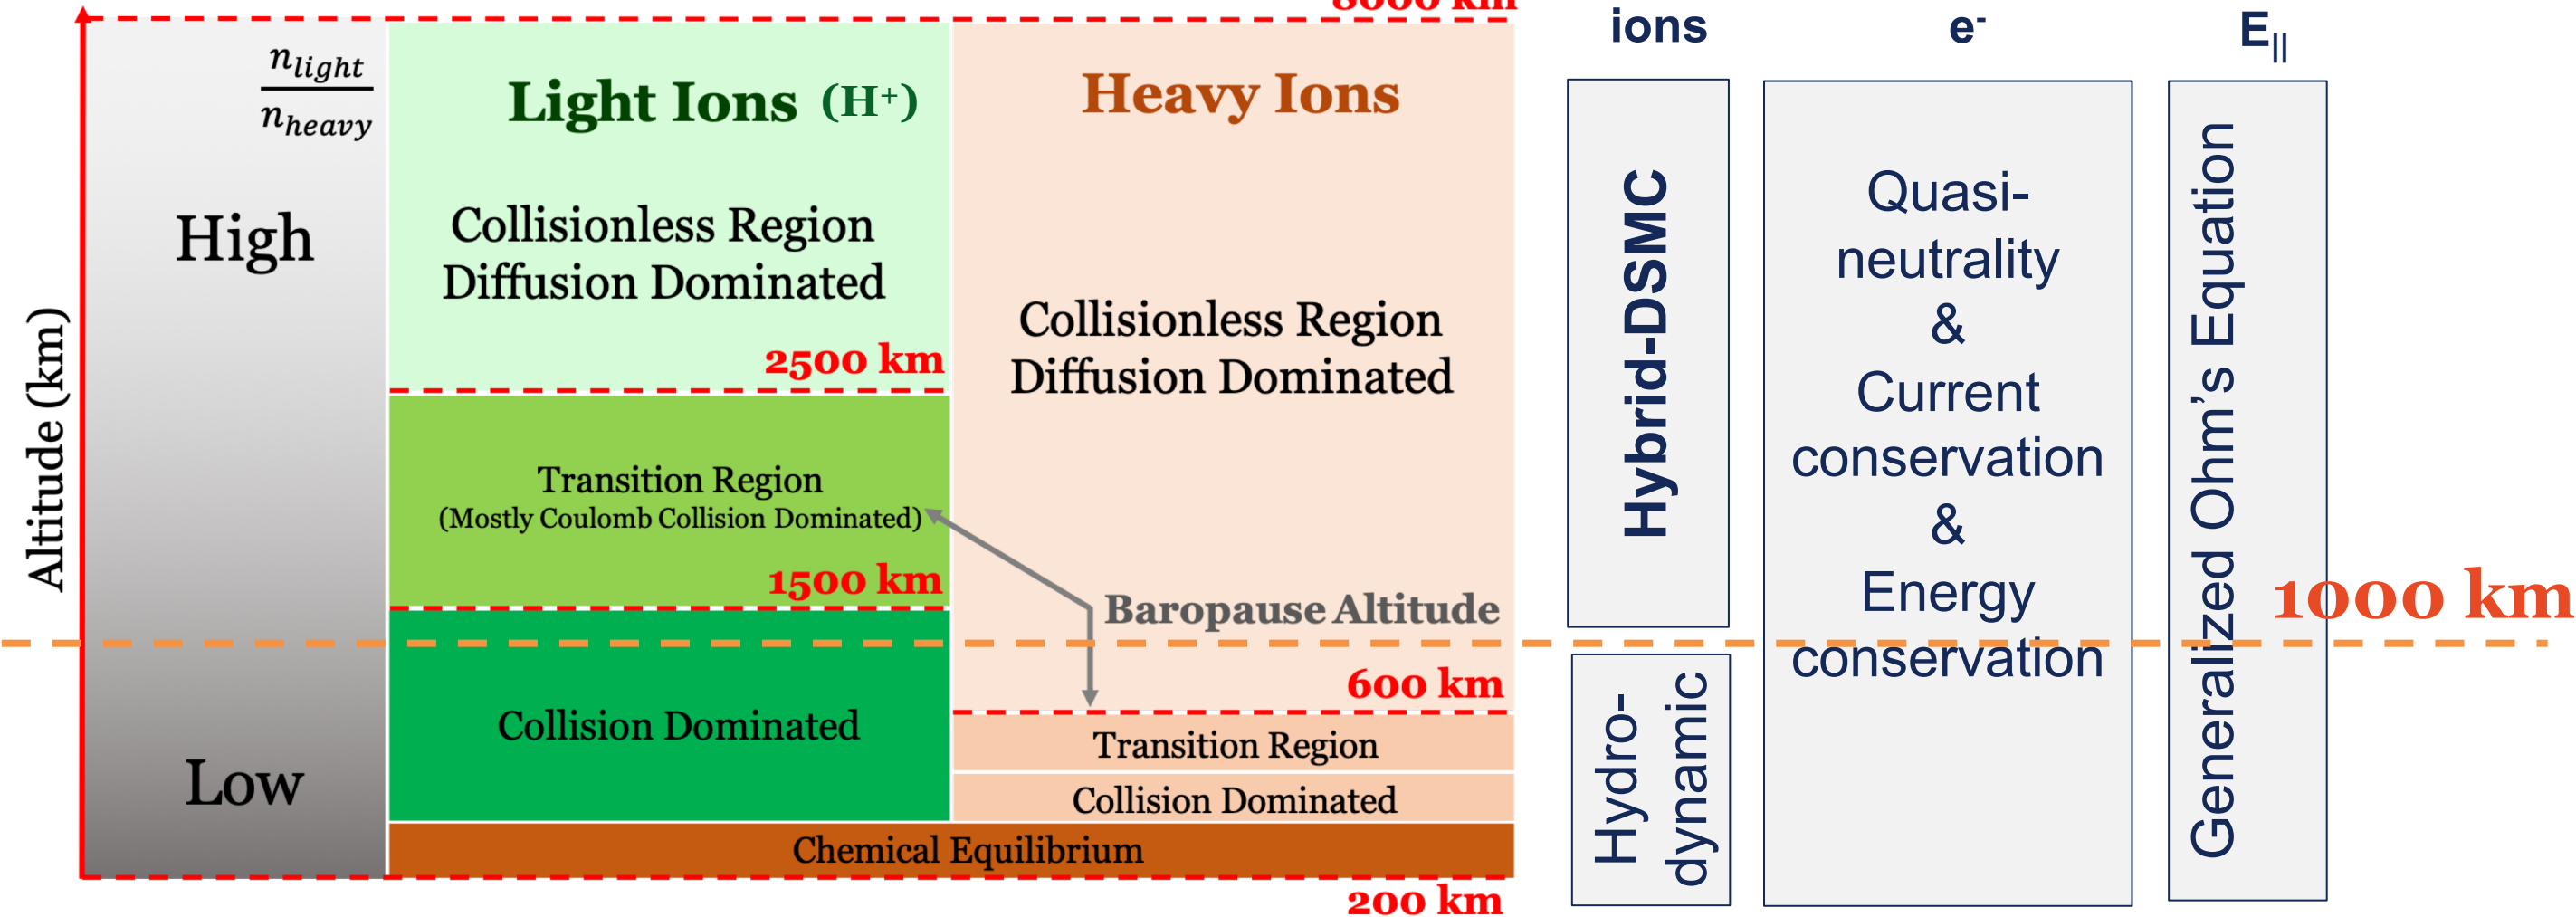 8000 km
ions
e-
E||
n_light
n_heavy
Light Ions (H+)
Heavy Ions
High
Collisionless Region
Diffusion Dominated
Collisionless Region
Diffusion Dominated
2500 km
Altitude (km)
Transition Region
(Mostly Coulomb Collision Dominated)
1500 km
Baropause Altitude
600 km
Collision Dominated
Low
Transition Region
Collision Dominated
Chemical Equilibrium
200 km
Hybrid-DSMC
Hydro-
dynamic
Quasi-
neutrality
&
Current
conservation
&
Energy
conservation
Generalized Ohm's Equation
1000 km